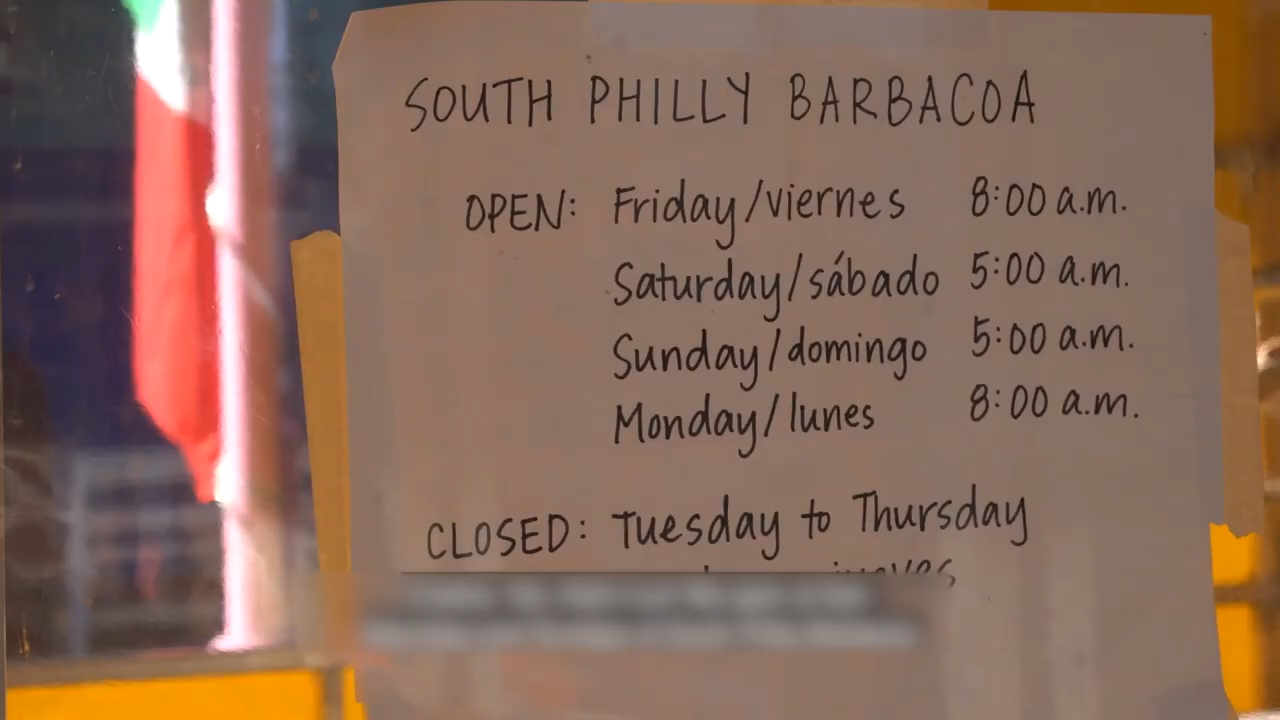 SOUTH PHILLY BARBACOA
OPEN: Friday/viernes 8:00 a.m.
Saturday/sábado 5:00 a.m.
Sunday/domingo 5:00 a.m.
Monday/lunes 8:00 a.m.
CLOSED: Tuesday to Thursday